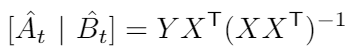 [Â_t | B̂_t] = YX^⊤(XX^⊤)^{-1}